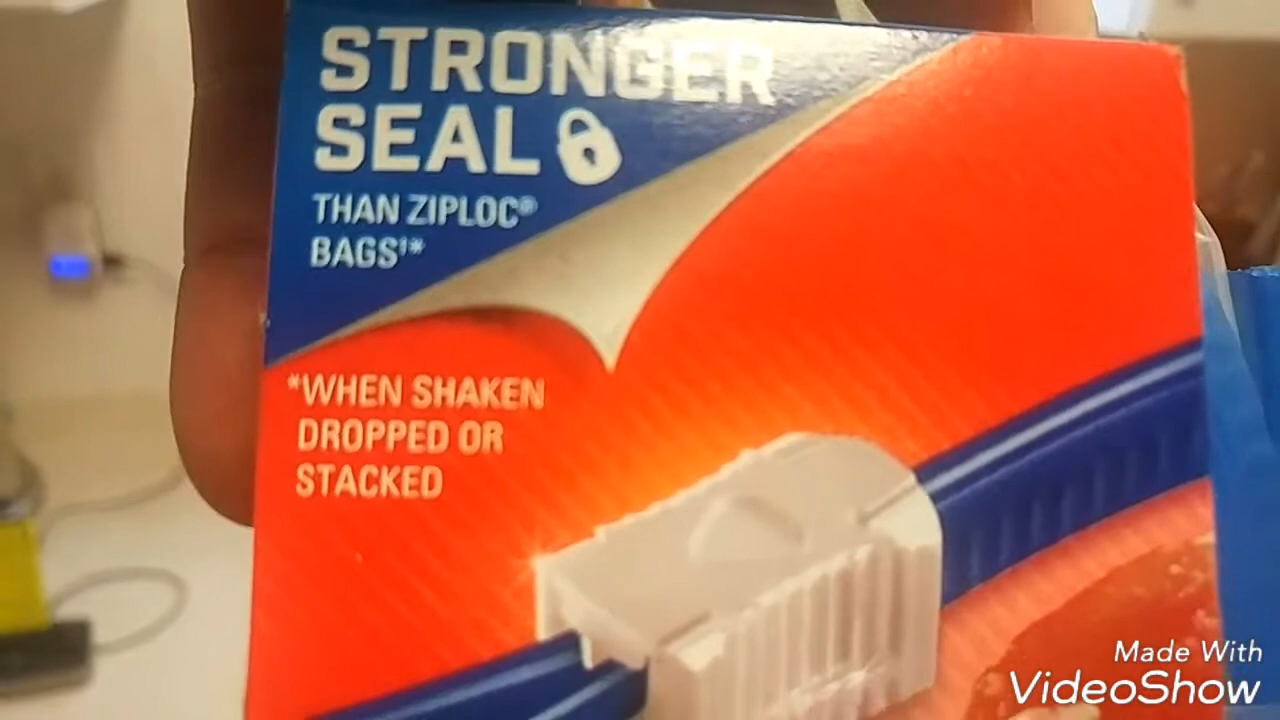 STRONGER
SEAL
THAN ZIPLOC®
BAGS†*
*WHEN SHAKEN
DROPPED OR
STACKED
Made With
VideoShow